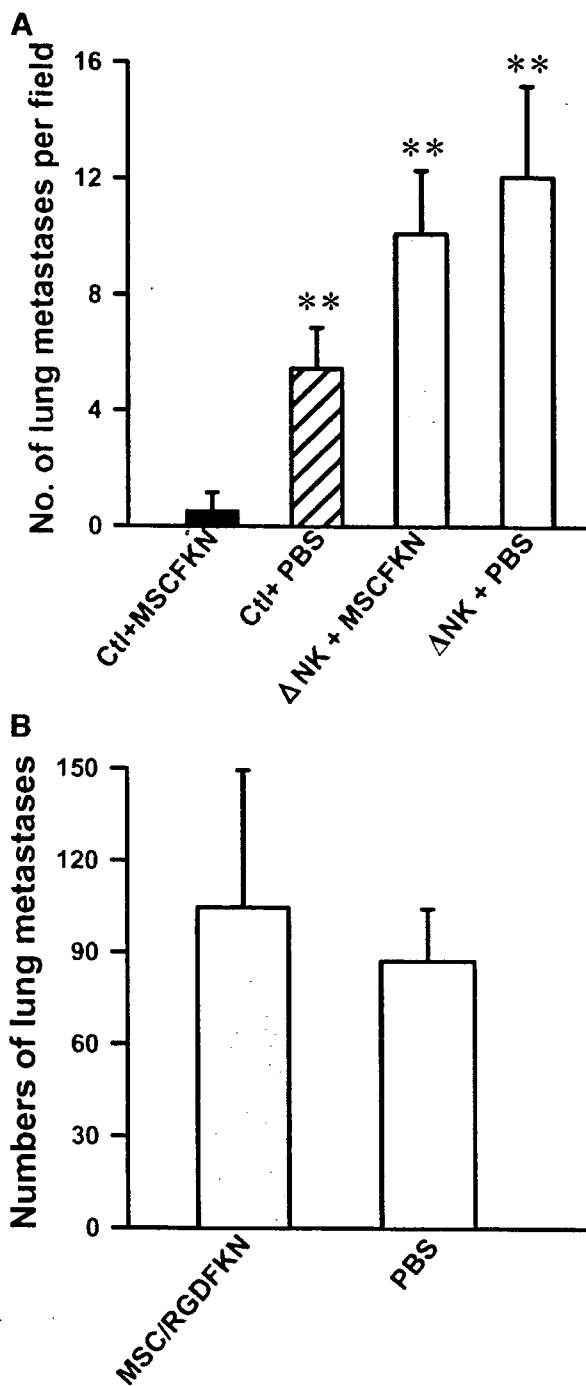 A
No. of lung metastases per field
16
12
8
4
0
**
**
**
Ctl+MSCFKN
Ctl+ PBS
Δ NK + MSCFKN
ΔNK + PBS
B
Numbers of lung metastases
150
120
90
60
30
0
MSC/RGDFKN
PBS